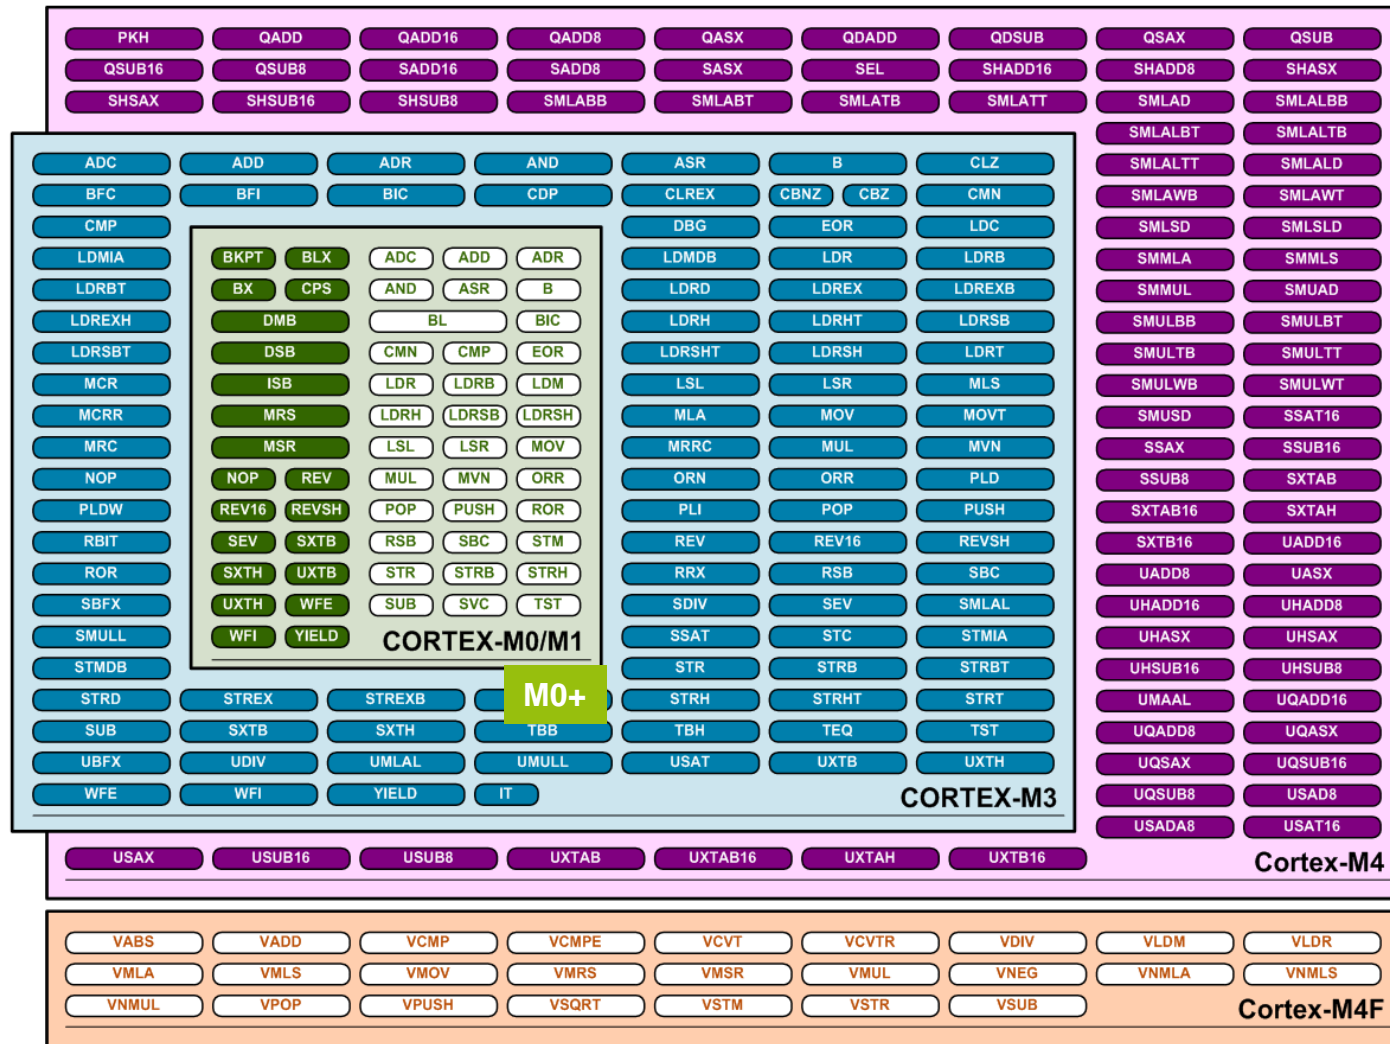 PKH QADD QADD16 QADD8 QASX QDADD QDSUB QSAX QSUB
QSUB16 QSUB8 SADD16 SADD8 SASX SEL SHADD16 SHADD8 SHASX
SHSAX SHSUB16 SHSUB8 SMLABB SMLABT SMLATB SMLATT SMLAD SMLALBB
SMLALBT SMLALTB
ADC ADD ADR AND ASR B CLZ SMLALTT SMLALD
BFC BFI BIC CDP CLREX CBNZ CBZ CMN SMLAWB SMLAWT
CMP DBG EOR LDC SMLSD SMLSLD
LDMIA BKPT BLX ADC ADD ADR LDMDB LDR LDRB SMMLA SMMLS
LDRBT BX CPS AND ASR B LDRD LDREX LDREXB SMMUL SMUAD
LDREXH DMB BL BIC LDRH LDRHT LDRSB SMULBB SMULBT
LDRSBT DSB CMN CMP EOR LDRSHT LDRSH LDRT SMULTB SMULTT
MCR ISB LDR LDRB LDM LSL LSR MLS SMULWB SMULWT
MCRR MRS LDRH LDRSB LDRSH MLA MOV MOVT SMUSD SSAT16
MRC MSR LSL LSR MOV MRRC MUL MVN SSAX SSUB16
NOP NOP REV MUL MVN ORR ORN ORR PLD SSUB8 SXTAB
PLDW REV16 REVSH POP PUSH ROR PLI POP PUSH SXTAB16 SXTAH
RBIT SEV SXTB RSB SBC STM REV REV16 REVSH SXTB16 UADD16
ROR SXTH UXTB STR STRB STRH RRX RSB SBC UADD8 UASX
SBFX UXTH WFE SUB SVC TST SDIV SEV SMLAL UHADD16 UHADD8
SMULL WFI YIELD CORTEX-M0/M1 SSAT STC STMIA UHASX UHSAX
STMDB STR STRB STRBT UHSUB16 UHSUB8
STRD STREX STREXB M0+ STRH STRHT STRT UMAAL UQADD16
SUB SXTB SXTH TBB TBH TEQ TST UQADD8 UQASX
UBFX UDIV UMLAL UMULL USAT UXTB UXTH UQSAX UQSUB16
WFE WFI YIELD IT CORTEX-M3 UQSUB8 USAD8
USADA8 USAT16
USAX USUB16 USUB8 UXTAB UXTAB16 UXTAH UXTB16 Cortex-M4
VABS VADD VCMP VCMPE VCVT VCVTR VDIV VLDM VLDR
VMLA VMLS VMOV VMRS VMSR VMUL VNEG VNMLA VNMLS
VNMUL VPOP VPUSH VSQRT VSTM VSTR VSUB Cortex-M4F